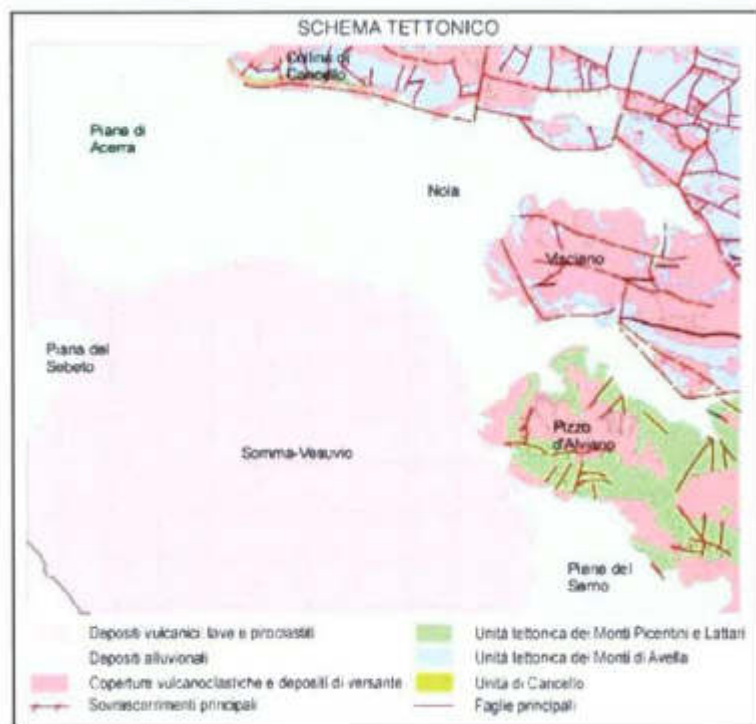 SCHEMA TETTONICO
Collina di
Cancello
Piana di
Acerra
Nola
Visciano
Piana del
Sebeto
Pizzo
d'Alvano
Somma-Vesuvio
Piana del
Sarno
Depositi vulcanici: lave e piroclastiti
Depositi alluvionali
Coperture vulcanoclastiche e depositi di versante
Sovrascorrimenti principali
Unità tettonica dei Monti Picentini e Lattari
Unità tettonica dei Monti di Avella
Unità di Cancello
Faglie principali